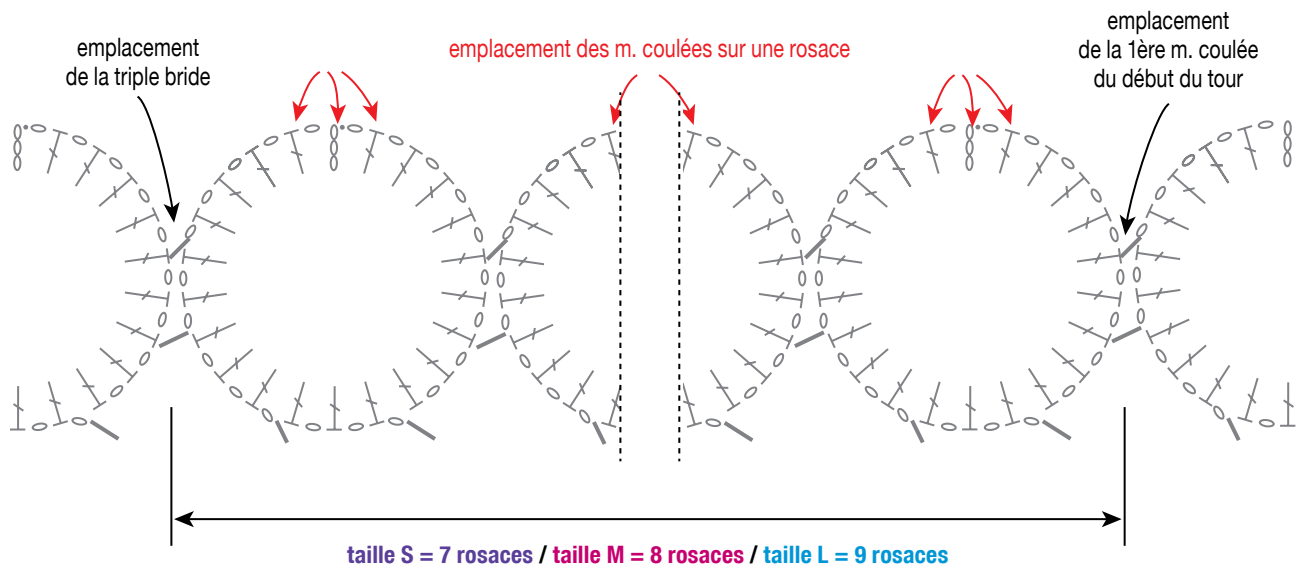 emplacement
de la triple bride
emplacement des m. coulées sur une rosace
emplacement
de la 1ère m. coulée
du début du tour
taille S = 7 rosaces / taille M = 8 rosaces / taille L = 9 rosaces